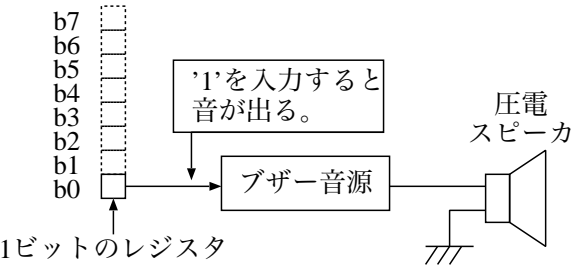 b7
b6
b5
b4
b3
b2
b1
b0
'1'を入力すると
音が出る。
ブザー音源
圧電
スピーカ
1ビットのレジスタ